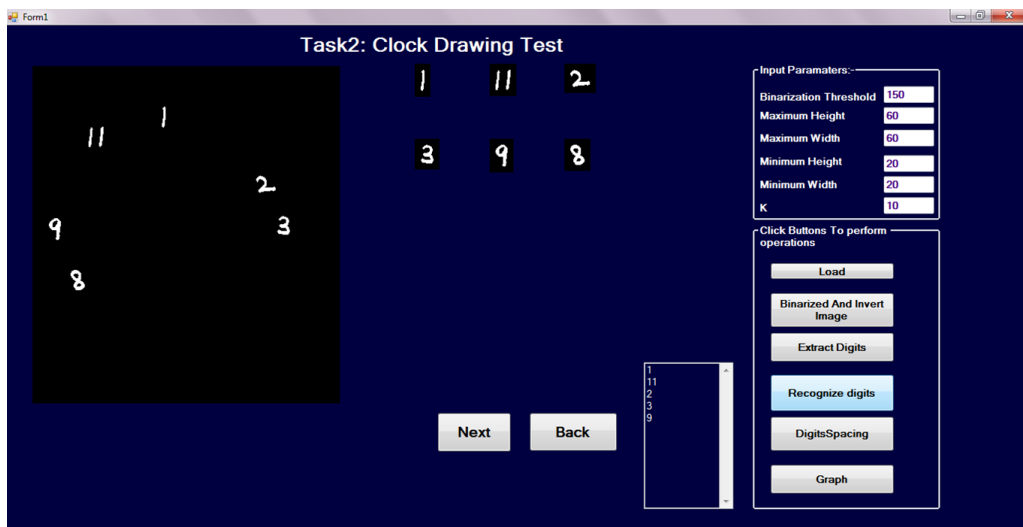 Form1
Task2: Clock Drawing Test
1
11
2
3
9
8
1 11 2
3 9 8
Input Paramaters:-
Binarization Threshold 150
Maximum Height 60
Maximum Width 60
Minimum Height 20
Minimum Width 20
K 10
Click Buttons To perform
operations
Load
Binarized And Invert
Image
Extract Digits
Recognize digits
DigitsSpacing
Graph
1
11
2
3
9
Next
Back